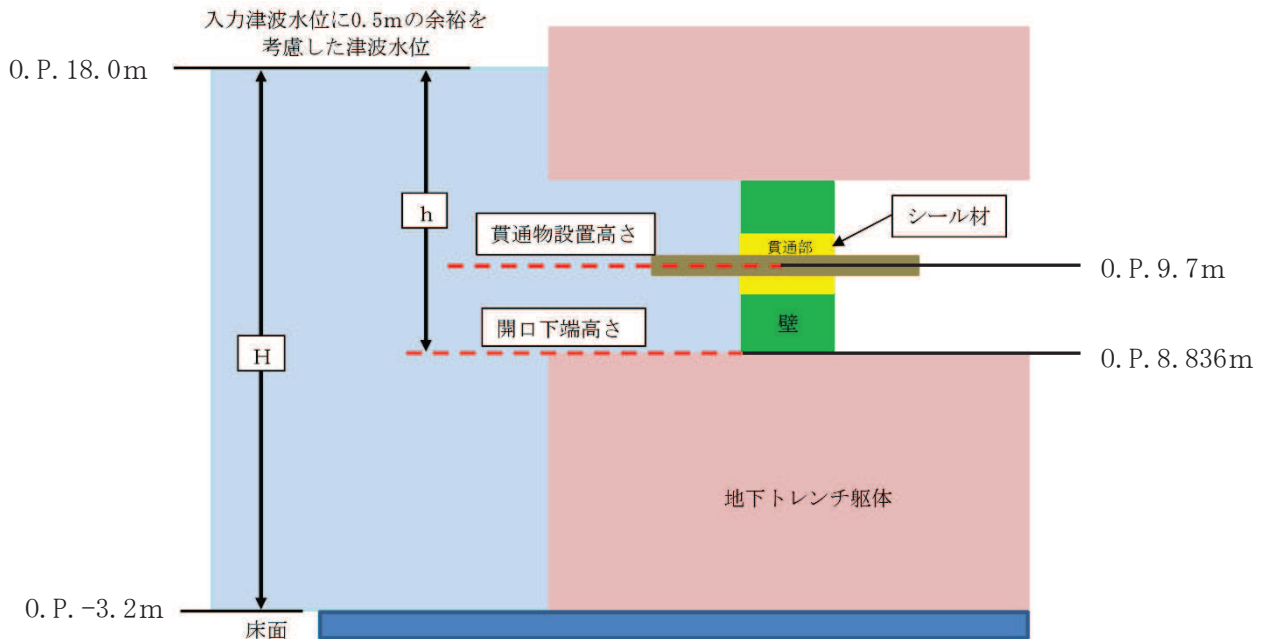 入力津波水位に0.5mの余裕を
考慮した津波水位
O.P.18.0m
h
シール材
貫通物設置高さ
貫通部
O.P.9.7m
開口下端高さ
壁
H
O.P.8.836m
地下トレンチ躯体
O.P.-3.2m
床面